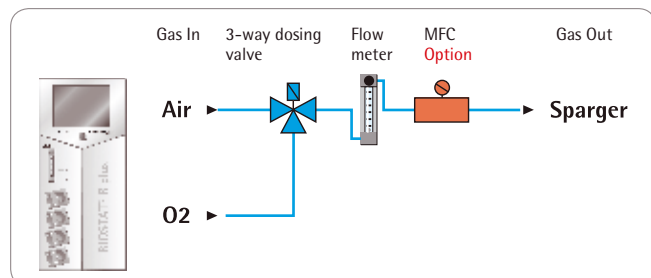 Gas In
3-way dosing
valve
Flow
meter
MFC
Option
Gas Out
Air
Sparger
O2
BIOSTAT B plus